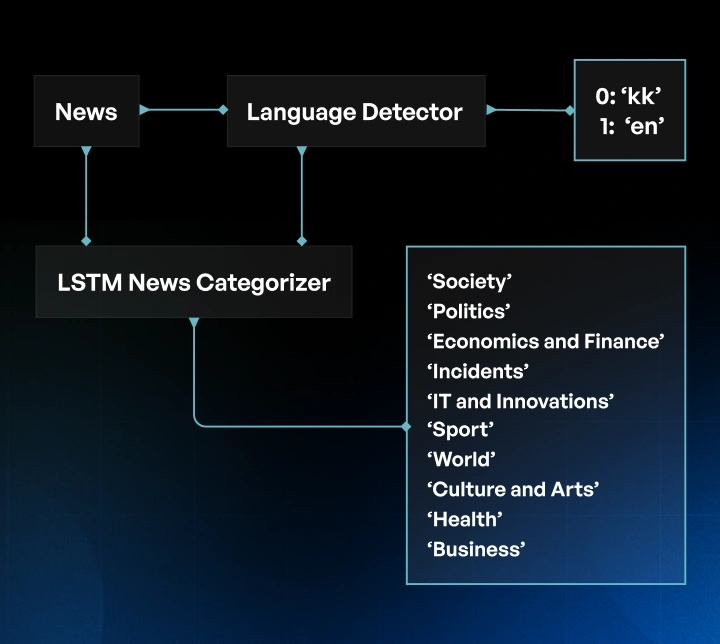 News
Language Detector
0: ‘kk’
1: ‘en’
LSTM News Categorizer
‘Society’
‘Politics’
‘Economics and Finance’
‘Incidents’
‘IT and Innovations’
‘Sport’
‘World’
‘Culture and Arts’
‘Health’
‘Business’